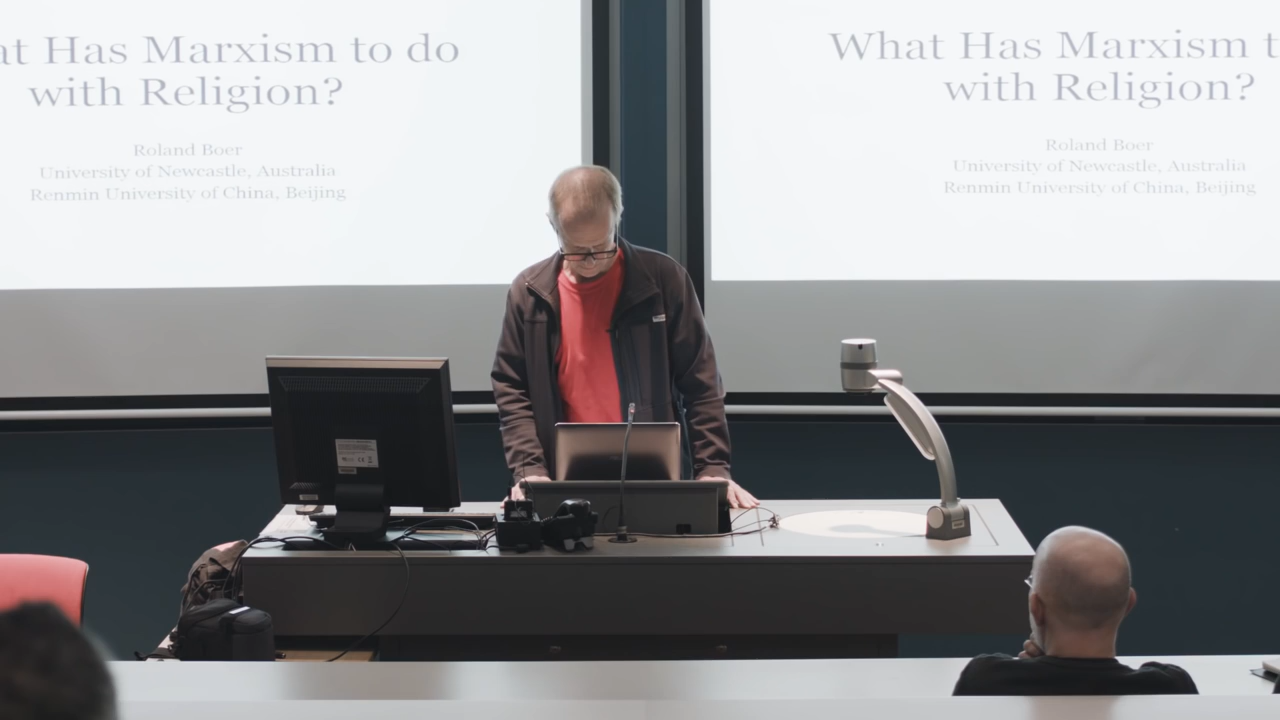 at Has Marxism to do
with Religion?
Roland Boer
University of Newcastle, Australia
Renmin University of China, Beijing
What Has Marxism t
with Religion?
Roland Boer
University of Newcastle, Australia
Renmin University of China, Beijing